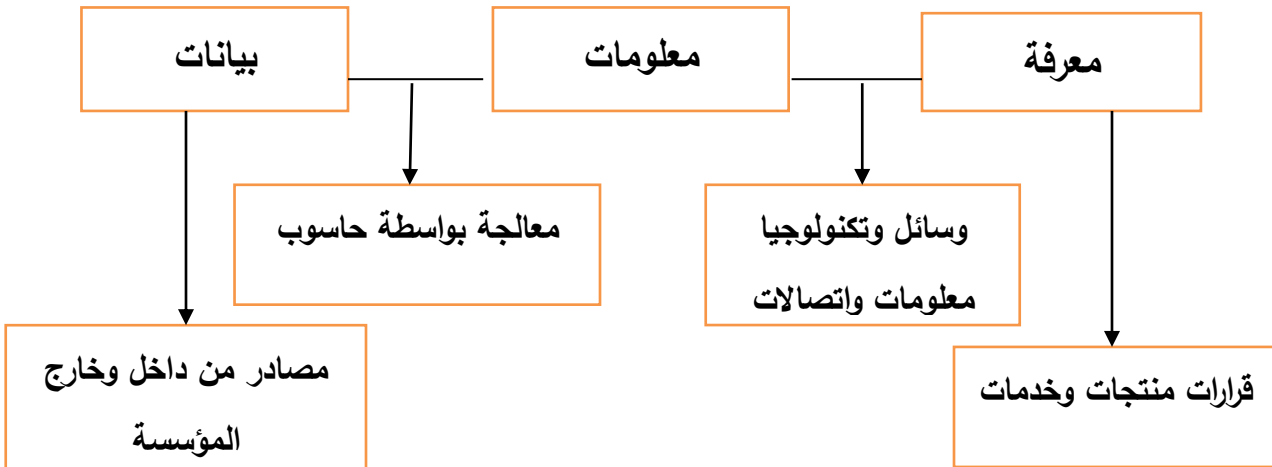 بيانات
معلومات
معرفة
معالجة بواسطة حاسوب
وسائل وتكنولوجيا
معلومات واتصالات
مصادر من داخل وخارج
المؤسسة
قرارات منتجات وخدمات